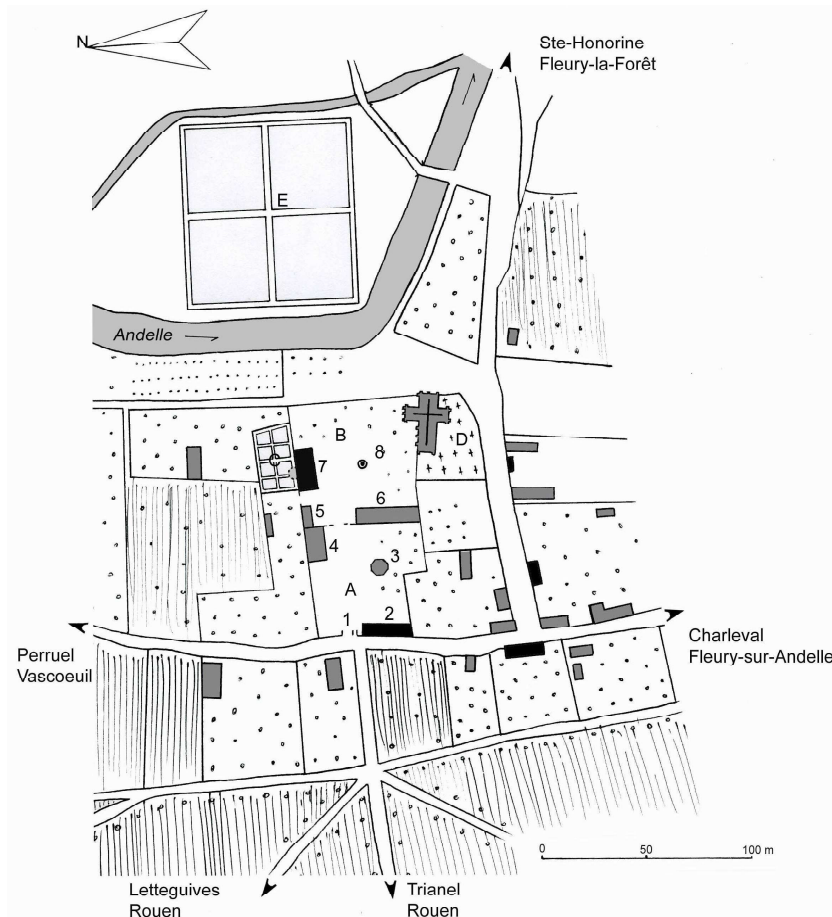 N
Ste-Honorine
Fleury-la-Forêt
E
Andelle
B
D
8
7
6
5
4
3
A
1
2
Perruel
Vascoeuil
Charleval
Fleury-sur-Andelle
0 50 100 m
Letteguives
Rouen
Trianel
Rouen